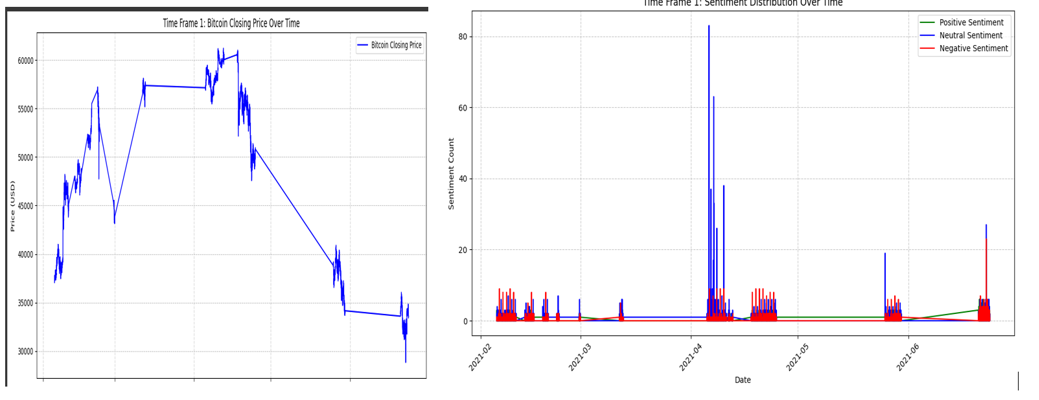 Time Frame 1: Bitcoin Closing Price Over Time
Bitcoin Closing Price
60000
55000
50000
45000
40000
35000
30000
Price (USD)
Time Frame 1: Sentiment Distribution Over Time
Positive Sentiment
Neutral Sentiment
Negative Sentiment
80
60
40
20
0
Sentiment Count
2021-02
2021-03
2021-04
2021-05
2021-06
Date